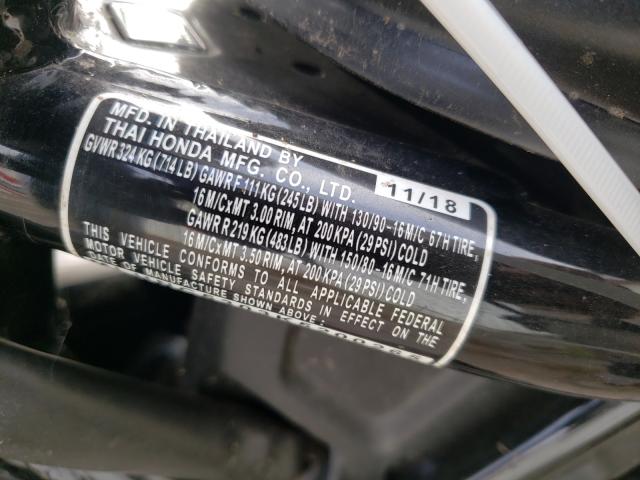 MFD. IN THAILAND BY
THAI HONDA MFG. CO., LTD. 11/18
GVWR 324 KG (714 LB) GAWR F 111 KG (245 LB) WITH 130/90-16M/C 67H TIRE,
16 M/CxMT 3.00 RIM, AT 200 KPA (29 PSI) COLD
GAWR R 219 KG (483 LB) WITH 150/80-16M/C 71H TIRE,
16 M/CxMT 3.50 RIM, AT 200 KPA (29 PSI) COLD
THIS VEHICLE CONFORMS TO ALL APPLICABLE FEDERAL
MOTOR VEHICLE SAFETY STANDARDS IN EFFECT ON THE
DATE OF MANUFACTURE SHOWN ABOVE: